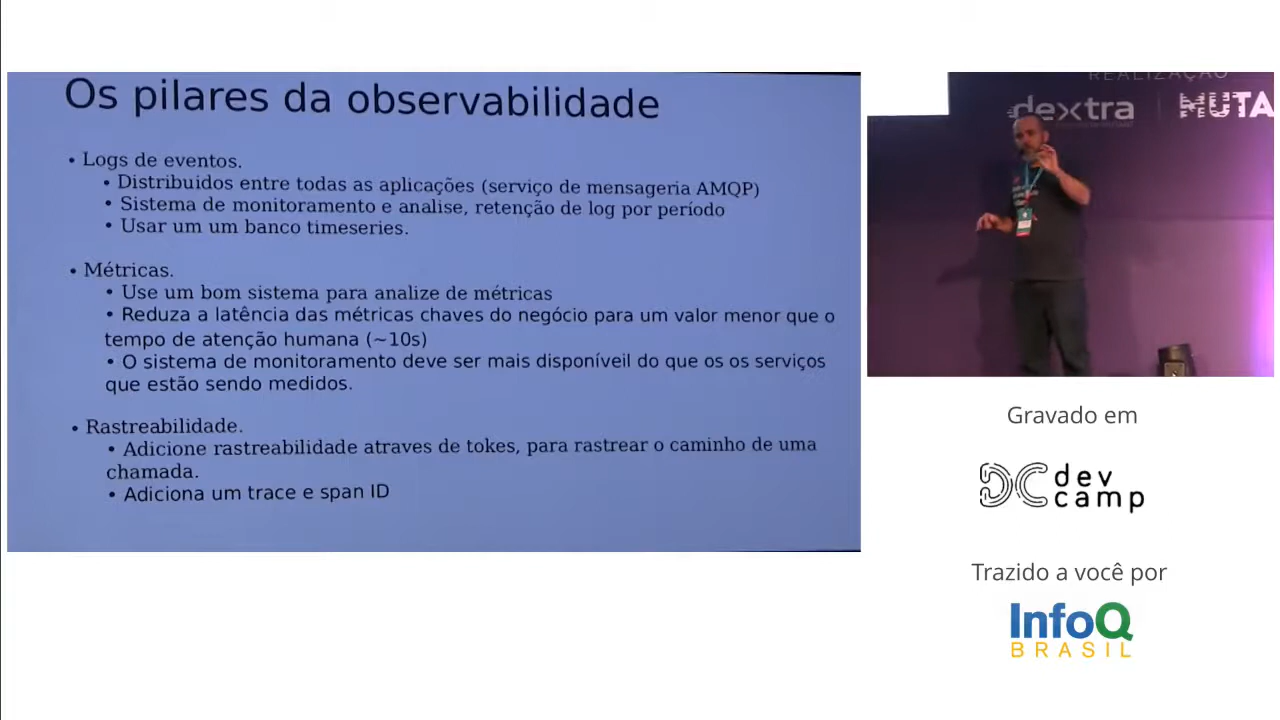 Os pilares da observabilidade
• Logs de eventos.
• Distribuidos entre todas as aplicações (serviço de mensageria AMQP)
• Sistema de monitoramento e analise, retenção de log por período
• Usar um um banco timeseries.
• Métricas.
• Use um bom sistema para analize de métricas
• Reduza a latência das métricas chaves do negócio para um valor menor que o
tempo de atenção humana (~10s)
• O sistema de monitoramento deve ser mais disponíveil do que os os serviços
que estão sendo medidos.
• Rastreabilidade.
• Adicione rastreabilidade atraves de tokes, para rastrear o caminho de uma
chamada.
• Adiciona um trace e span ID
REALIZAÇÃO
dextra
MUTA
Gravado em
dev
camp
Trazido a você por
InfoQ
BRASIL